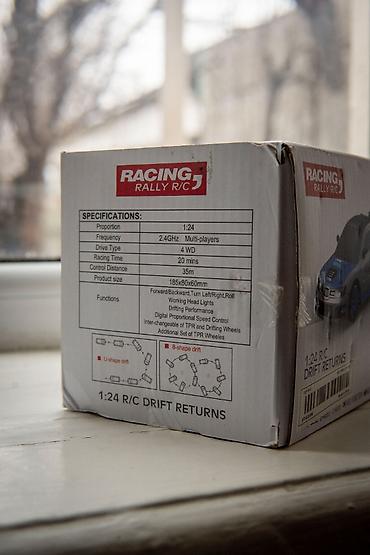 RACING
RALLY R/C
SPECIFICATIONS:
Proportion 1:24
Frequency 2.4GHz Multi-players
Drive Type 4 WD
Racing Time 20 mins
Control Distance 35m
Product size 185x80x60mm
Functions Forward/Backward,Turn Left/Right,Roll
Working Head Lights
Drifting Performance
Digital Proportional Speed Control
Inter-changeable of TPR and Drifting Wheels
Additional Set of TPR Wheels
U-shape drift
8-shape drift
1:24 R/C DRIFT RETURNS
RACING
RALLY R/C
1:24 R/C
DRIFT RETURNS